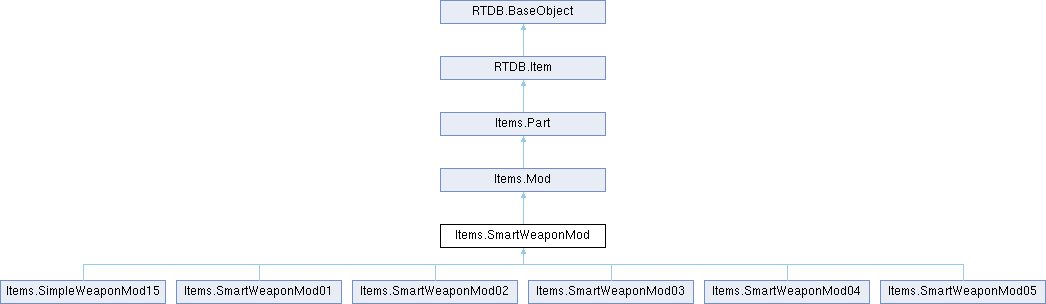 RTDB.BaseObject
RTDB.Item
Items.Part
Items.Mod
Items.SmartWeaponMod
Items.SimpleWeaponMod15
Items.SmartWeaponMod01
Items.SmartWeaponMod02
Items.SmartWeaponMod03
Items.SmartWeaponMod04
Items.SmartWeaponMod05